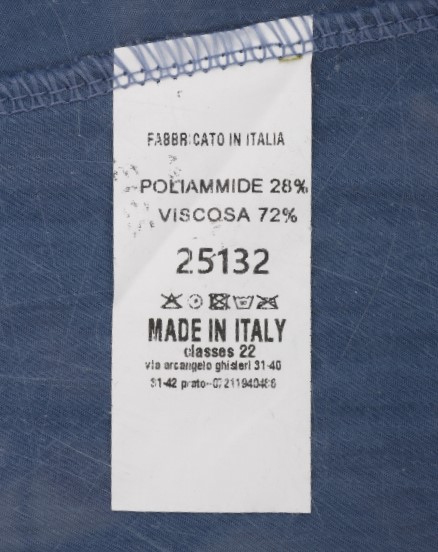 FABBRICATO IN ITALIA
POLIAMMIDE 28%
VISCOSA 72%
25132
MADE IN ITALY
classes 22
via arcangelo ghisleri 31-40
31-42 prato-